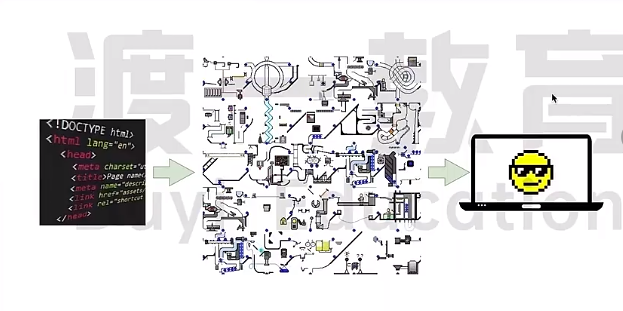 渡 教育
Duyi Education
<!DOCTYPE html>
<html lang="en">
<head>
<meta charset="u
<title>Page name
<meta name="descri
<link href="assets/
<link rel="shortcut
</head>